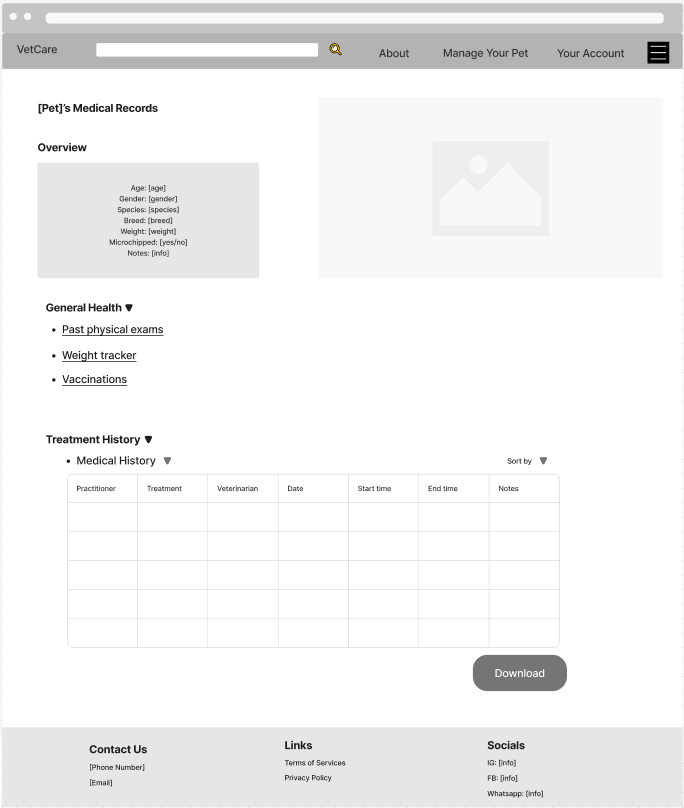 VetCare
About
Manage Your Pet
Your Account
[Pet]'s Medical Records
Overview
Age: [age]
Gender: [gender]
Species: [species]
Breed: [breed]
Weight: [weight]
Microchipped: [yes/no]
Notes: [info]
General Health
Past physical exams
Weight tracker
Vaccinations
Treatment History
Medical History
Sort by
Practitioner Treatment Veterinarian Date Start time End time Notes
Download
Contact Us
[Phone Number]
[Email]
Links
Terms of Services
Privacy Policy
Socials
IG: [info]
FB: [info]
Whatsapp: [info]